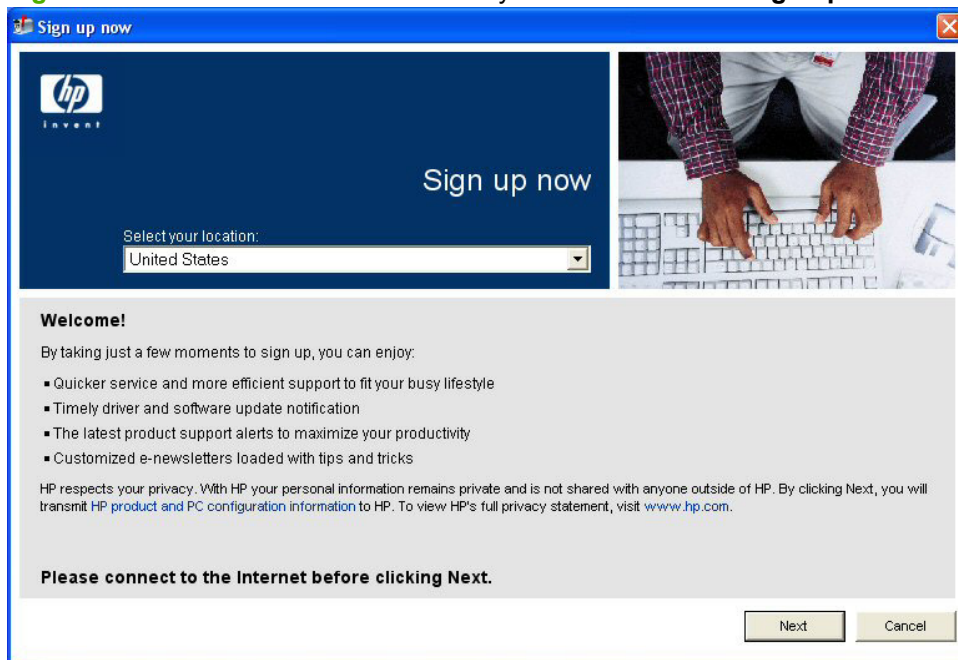 Sign up now
hp
invent
Sign up now
Select your location:
United States
Welcome!
By taking just a few moments to sign up, you can enjoy:
▪ Quicker service and more efficient support to fit your busy lifestyle
▪ Timely driver and software update notification
▪ The latest product support alerts to maximize your productivity
▪ Customized e-newsletters loaded with tips and tricks
HP respects your privacy. With HP your personal information remains private and is not shared with anyone outside of HP. By clicking Next, you will
transmit HP product and PC configuration information to HP. To view HP's full privacy statement, visit www.hp.com.
Please connect to the Internet before clicking Next.
Next Cancel